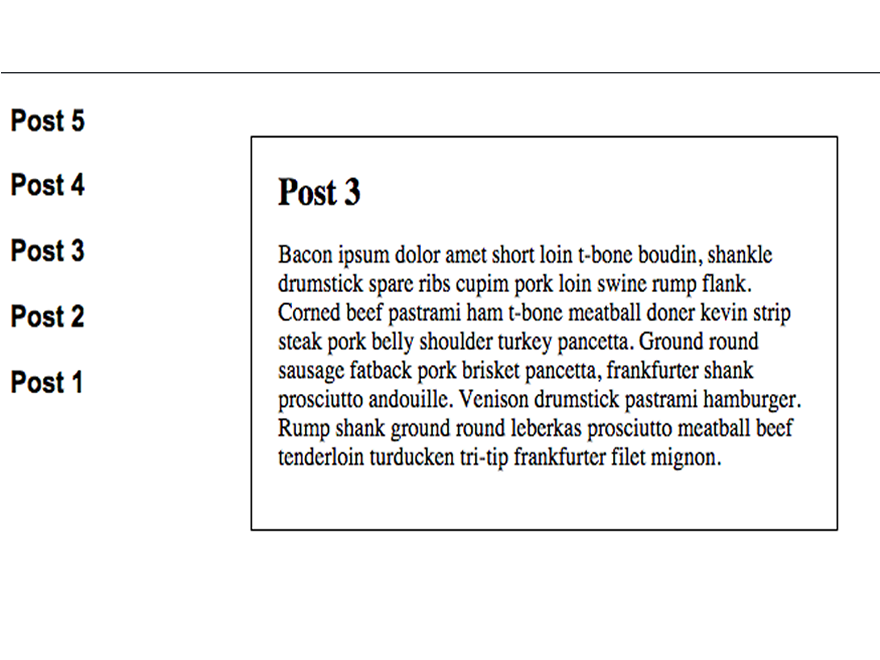 Post 5
Post 4
Post 3
Post 2
Post 1
Post 3
Bacon ipsum dolor amet short loin t-bone boudin, shankle
drumstick spare ribs cupim pork loin swine rump flank.
Corned beef pastrami ham t-bone meatball doner kevin strip
steak pork belly shoulder turkey pancetta. Ground round
sausage fatback pork brisket pancetta, frankfurter shank
prosciutto andouille. Venison drumstick pastrami hamburger.
Rump shank ground round leberkas prosciutto meatball beef
tenderloin turducken tri-tip frankfurter filet mignon.